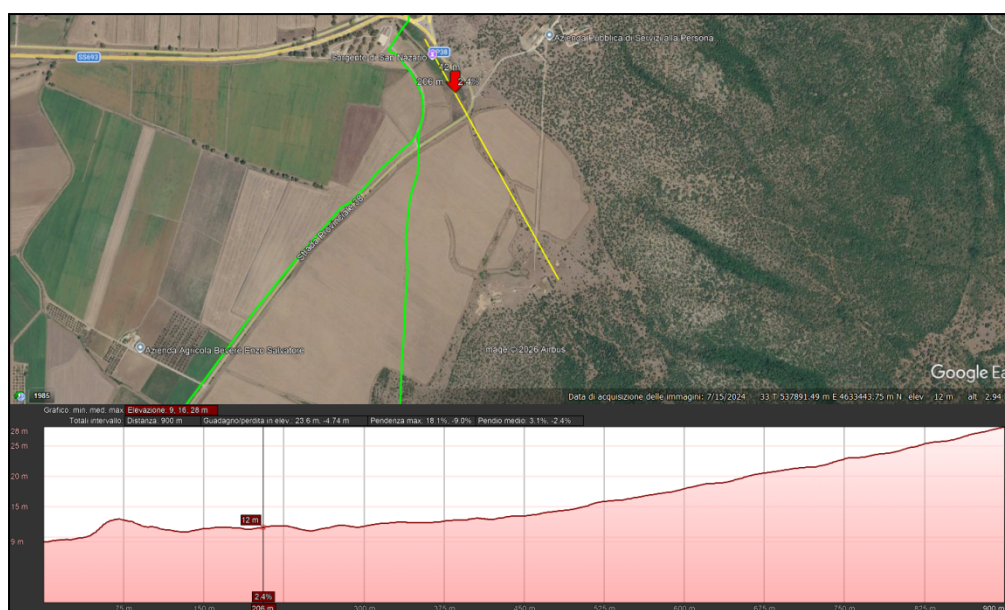 Azienda Pubblica di Servizi alla Persona
SS693
SP38
Sorgente di San Nazario
42 m
206 m 2.4%
Strada Provinciale 38
Azienda Agricola Bevere Enzo Salvatore
Image © 2026 Airbus
Google Ea
1985
Data di acquisizione delle immagini: 7/15/2024 33 T 537891.49 m E 4633443.75 m N elev 12 m alt 2.94
Grafico: min, med, max Elevazione: 9, 16, 28 m
Totali intervallo: Distanza: 900 m Guadagno/perdita in elev.: 23.6 m, -4.74 m Pendenza max: 18.1%, -9.0% Pendio medio: 3.1%, -2.4%
28 m
25 m
20 m
15 m
12 m
9 m
2.4%
75 m 150 m 206 m 300 m 375 m 450 m 525 m 600 m 675 m 750 m 825 m 900 m